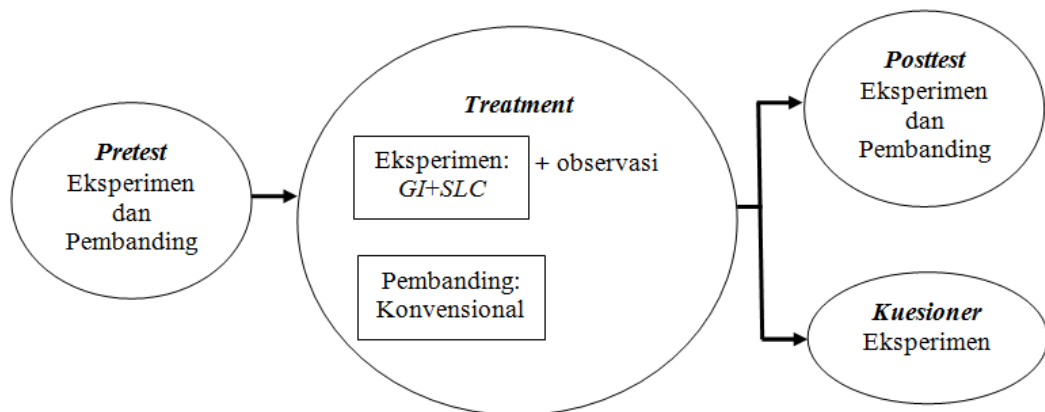 Pretest
Eksperimen
dan
Pembanding
Treatment
Eksperimen:
GI+SLC
+ observasi
Pembanding:
Konvensional
Posttest
Eksperimen
dan
Pembanding
Kuesioner
Eksperimen